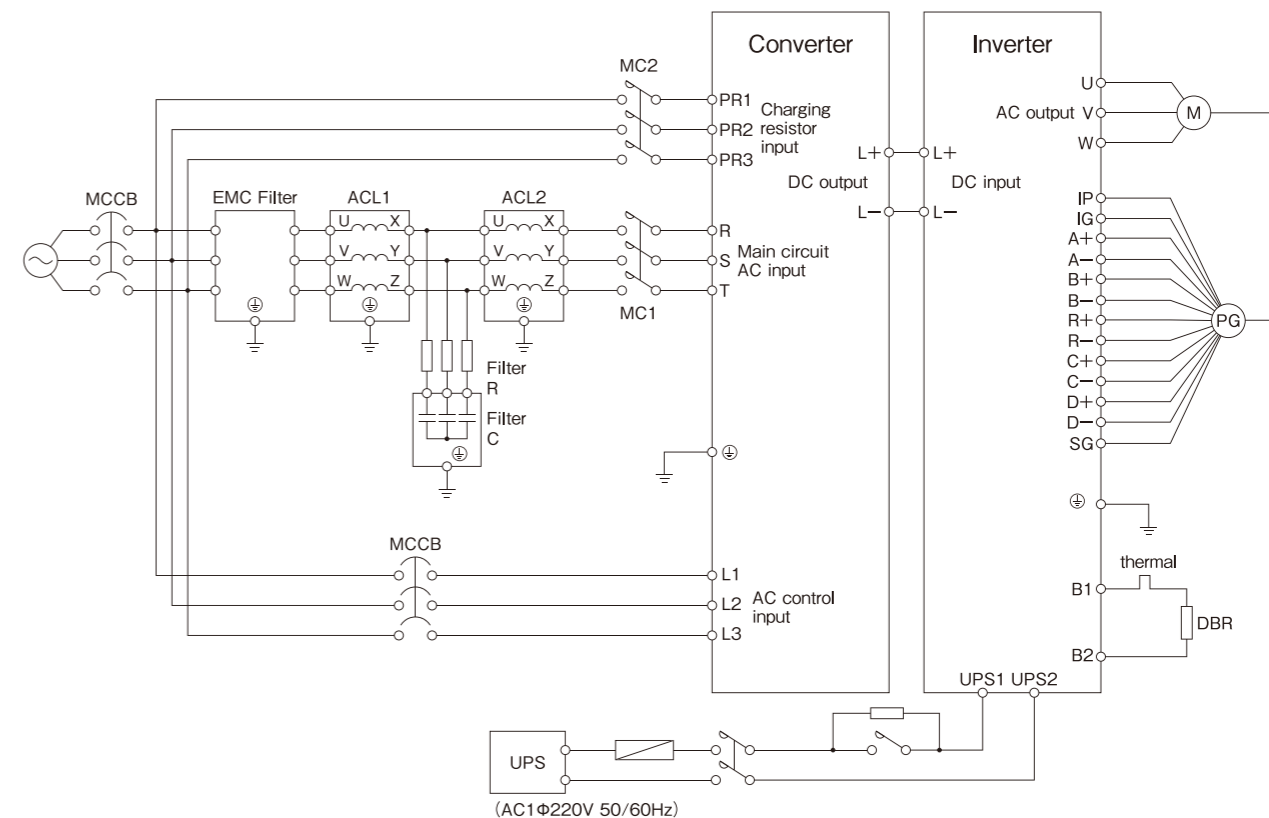 Converter
Inverter
MC2
PR1
PR2
PR3
Charging
resistor
input
U
AC output V
W
M
L+
L+
DC output
DC input
L−
L−
MCCB
EMC Filter
ACL1
ACL2
U X
V Y
W Z
U X
V Y
W Z
R
S
T
Main circuit
AC input
MC1
IP
IG
A+
A−
B+
B−
R+
R−
C+
C−
D+
D−
SG
PG
Filter
R
Filter
C
MCCB
L1
L2
L3
AC control
input
thermal
B1
DBR
B2
UPS1 UPS2
UPS
(AC1Φ220V 50/60Hz)